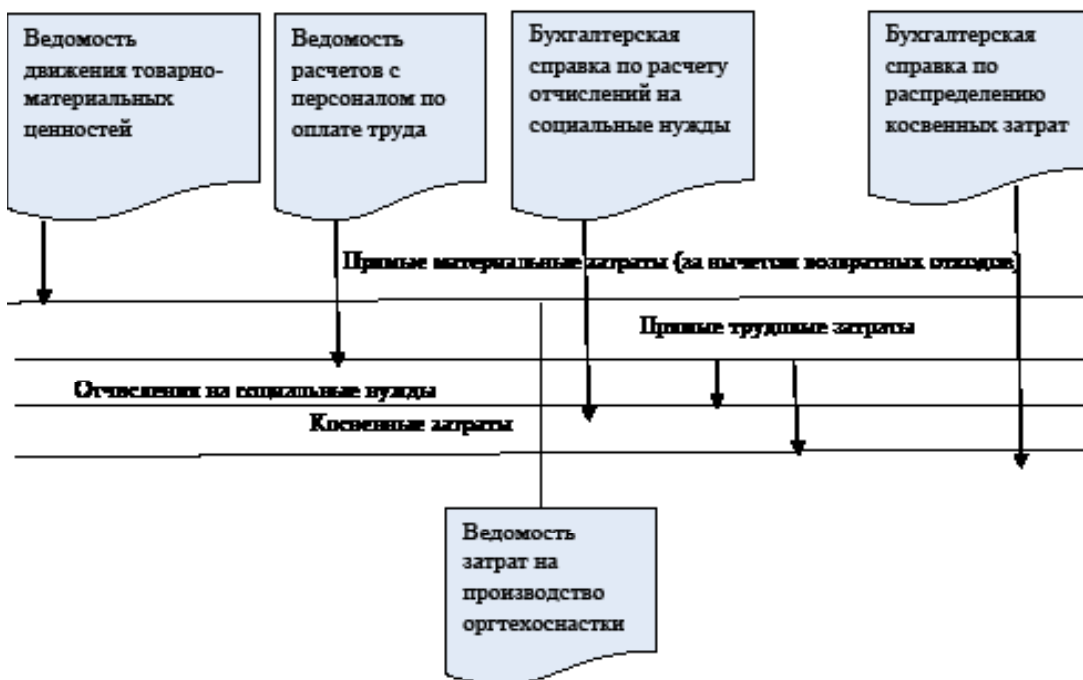 Ведомость
движения товарно-
материальных
ценностей
Ведомость
расчетов с
персоналом по
оплате труда
Бухгалтерская
справка по расчету
отчислений на
социальные нужды
Бухгалтерская
справка по
распределению
косвенных затрат
Прямые материальные затраты (за вычетом возвратных отходов)
Прямые трудовые затраты
Отчисления на социальные нужды
Косвенные затраты
Ведомость
затрат на
производство
оргтехоснастки